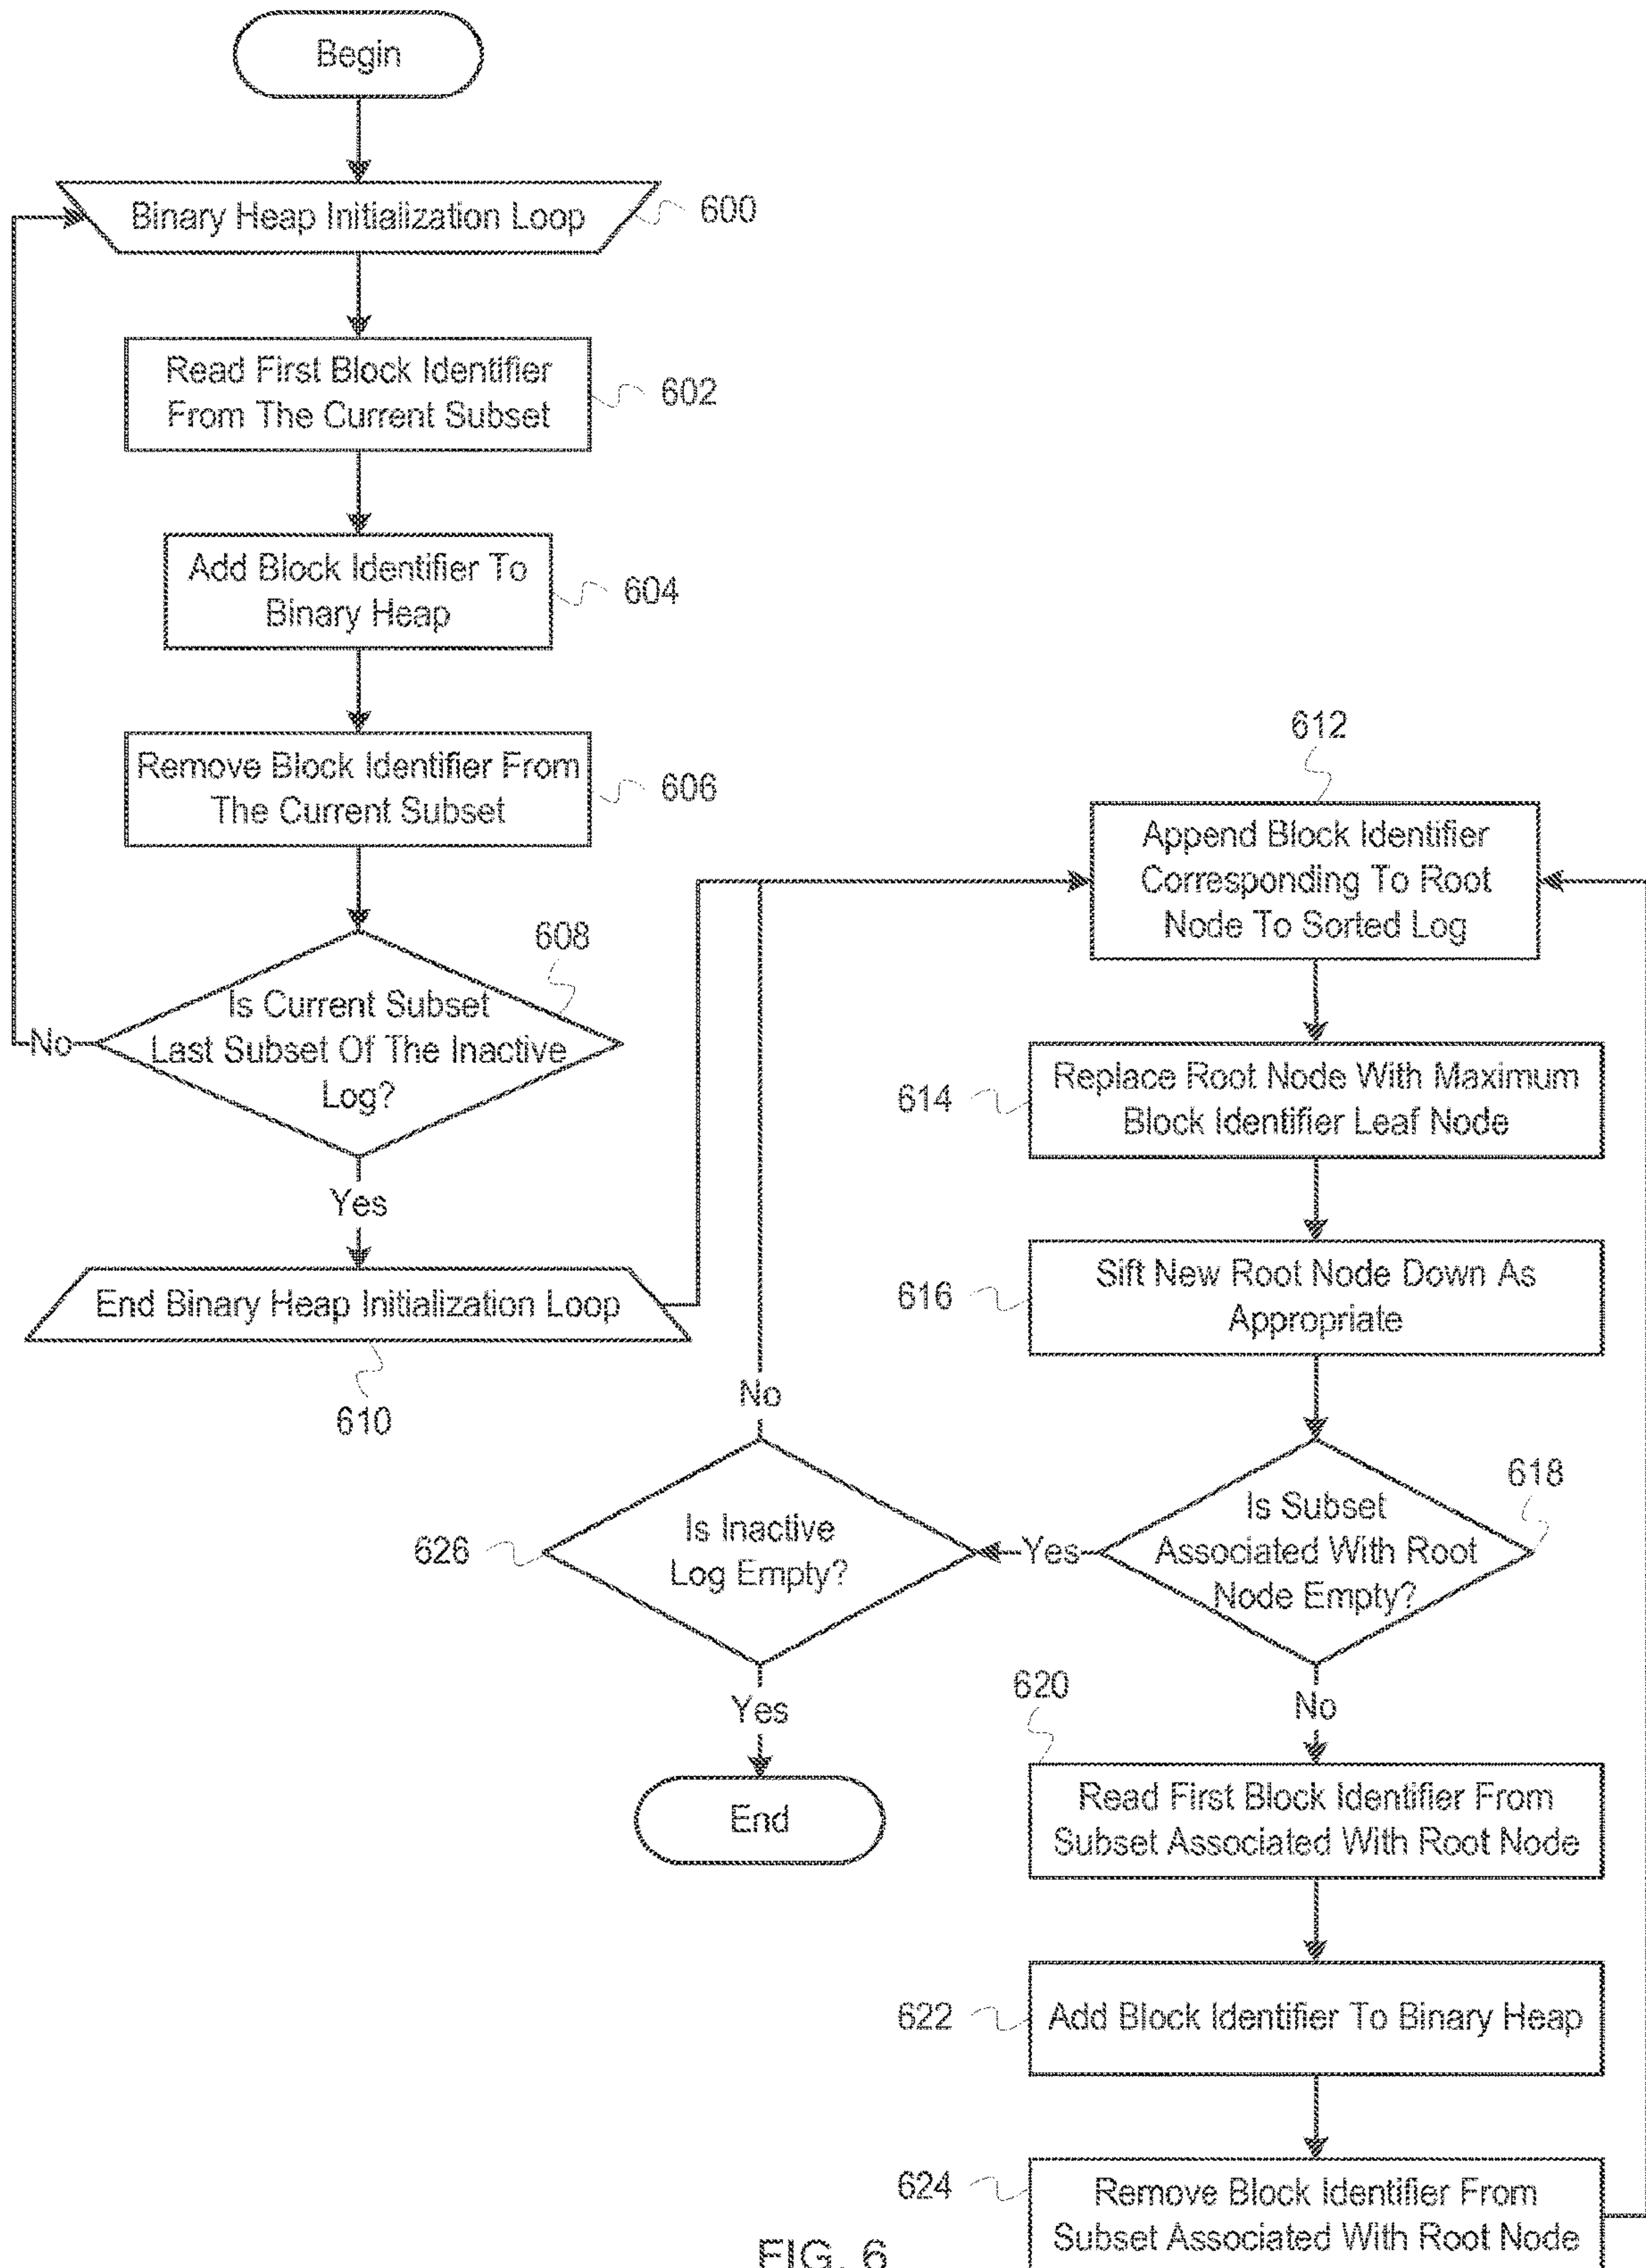 Begin
Binary Heap Initialization Loop
600
Read First Block Identifier
From The Current Subset
602
Add Block Identifier To
Binary Heap
604
Remove Block Identifier From
The Current Subset
606
608
Is Current Subset
Last Subset Of The Inactive
Log?
No
Yes
End Binary Heap Initialization Loop
610
612
Append Block Identifier
Corresponding To Root
Node To Sorted Log
614
Replace Root Node With Maximum
Block Identifier Leaf Node
616
Sift New Root Node Down As
Appropriate
618
Is Subset
Associated With Root
Node Empty?
Yes
No
626
Is Inactive
Log Empty?
No
Yes
End
620
Read First Block Identifier From
Subset Associated With Root Node
622
Add Block Identifier To Binary Heap
624
Remove Block Identifier From
Subset Associated With Root Node
FIG. 6